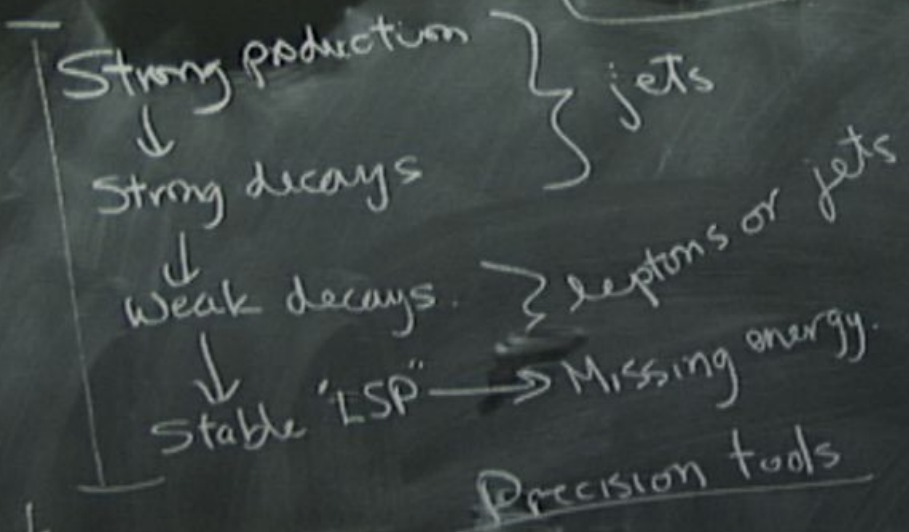 Strong production } jets
↓
Strong decays
↓
Weak decays. } leptons or jets
↓
Stable "LSP" → Missing energy.
Precision tools